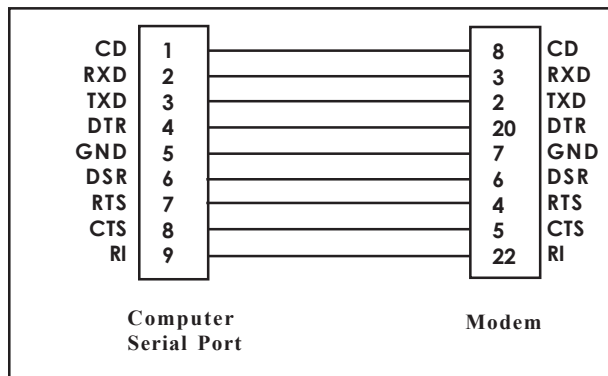 CD 1 8 CD
RXD 2 3 RXD
TXD 3 2 TXD
DTR 4 20 DTR
GND 5 7 GND
DSR 6 6 DSR
RTS 7 4 RTS
CTS 8 5 CTS
RI 9 22 RI
Computer Modem
Serial Port